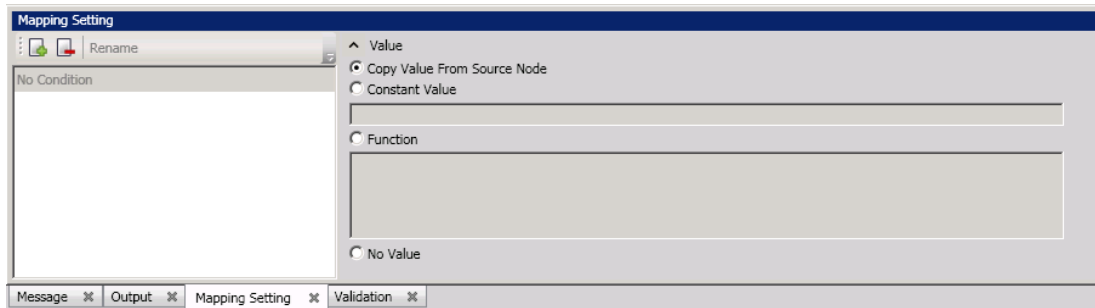 Mapping Setting
Rename
No Condition
Value
Copy Value From Source Node
Constant Value
Function
No Value
Message Output Mapping Setting Validation